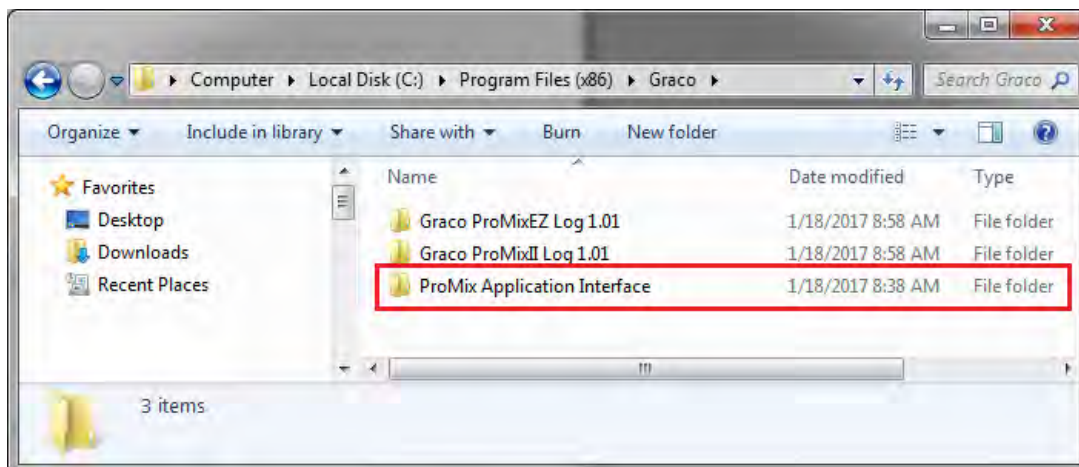 Computer Local Disk (C:) Program Files (x86) Graco Search Graco
Organize Include in library Share with Burn New folder
Favorites
Desktop
Downloads
Recent Places
Name Date modified Type
Graco ProMixEZ Log 1.01 1/18/2017 8:58 AM File folder
Graco ProMixII Log 1.01 1/18/2017 8:58 AM File folder
ProMix Application Interface 1/18/2017 8:38 AM File folder
3 items